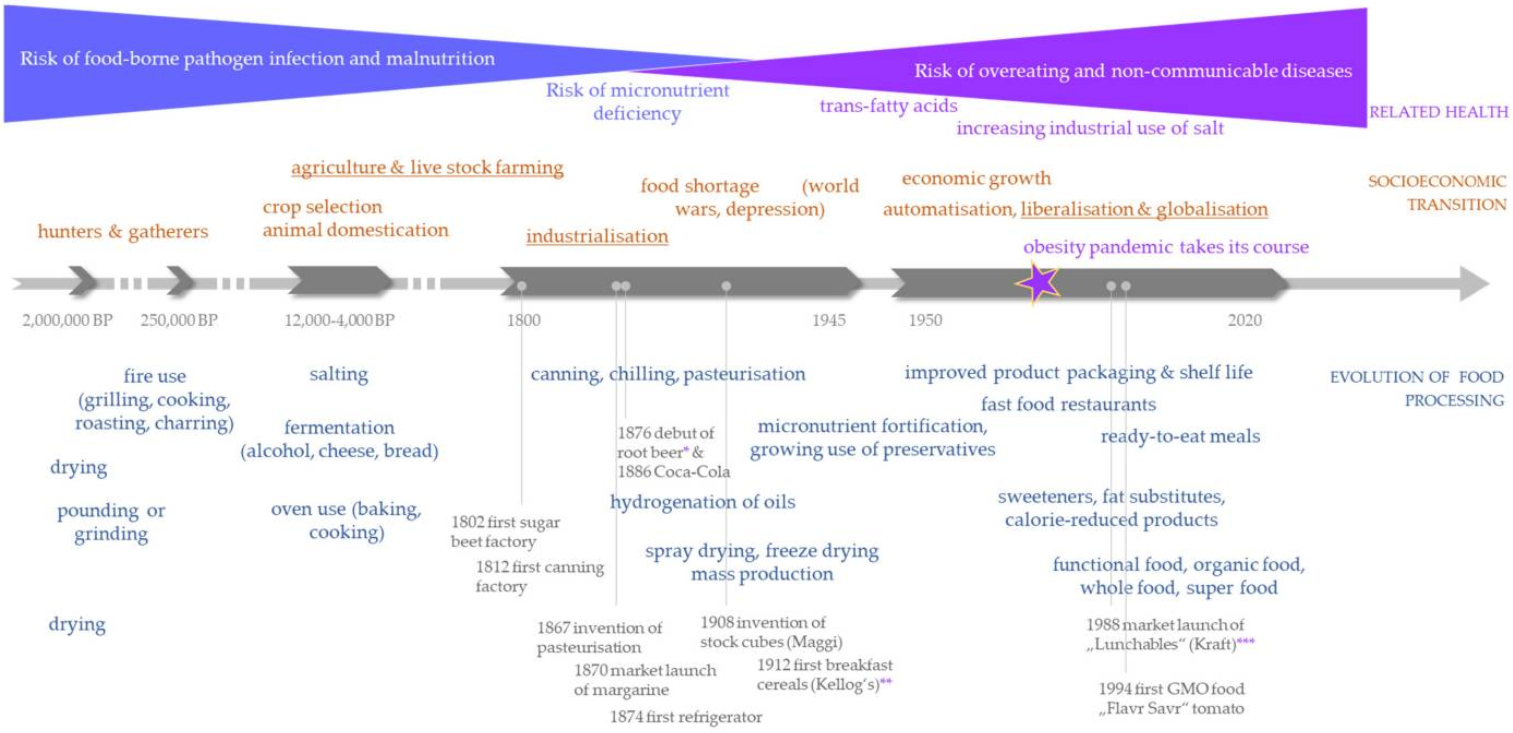 Risk of food-borne pathogen infection and malnutrition
Risk of overeating and non-communicable diseases
Risk of micronutrient
deficiency
trans-fatty acids
increasing industrial use of salt
RELATED HEALTH
agriculture & live stock farming
crop selection
animal domestication
hunters & gatherers
industrialisation
food shortage (world
wars, depression)
economic growth
automatisation, liberalisation & globalisation
obesity pandemic takes its course
SOCIOECONOMIC
TRANSITION
2,000,000 BP
250,000 BP
12,000-4,000 BP
1800
1945
1950
2020
fire use
(grilling, cooking,
roasting, charring)
drying
pounding or
grinding
drying
salting
fermentation
(alcohol, cheese, bread)
oven use (baking,
cooking)
canning, chilling, pasteurisation
1876 debut of
root beer* &
1886 Coca-Cola
hydrogenation of oils
1802 first sugar
beet factory
1812 first canning
factory
spray drying, freeze drying
mass production
1867 invention of
pasteurisation
1870 market launch
of margarine
1874 first refrigerator
1908 invention of
stock cubes (Maggi)
1912 first breakfast
cereals (Kellog's)**
micronutrient fortification,
growing use of preservatives
improved product packaging & shelf life
fast food restaurants
ready-to-eat meals
sweeteners, fat substitutes,
calorie-reduced products
functional food, organic food,
whole food, super food
1988 market launch of
„Lunchables“ (Kraft)***
1994 first GMO food
„Flavr Savr“ tomato
EVOLUTION OF FOOD
PROCESSING